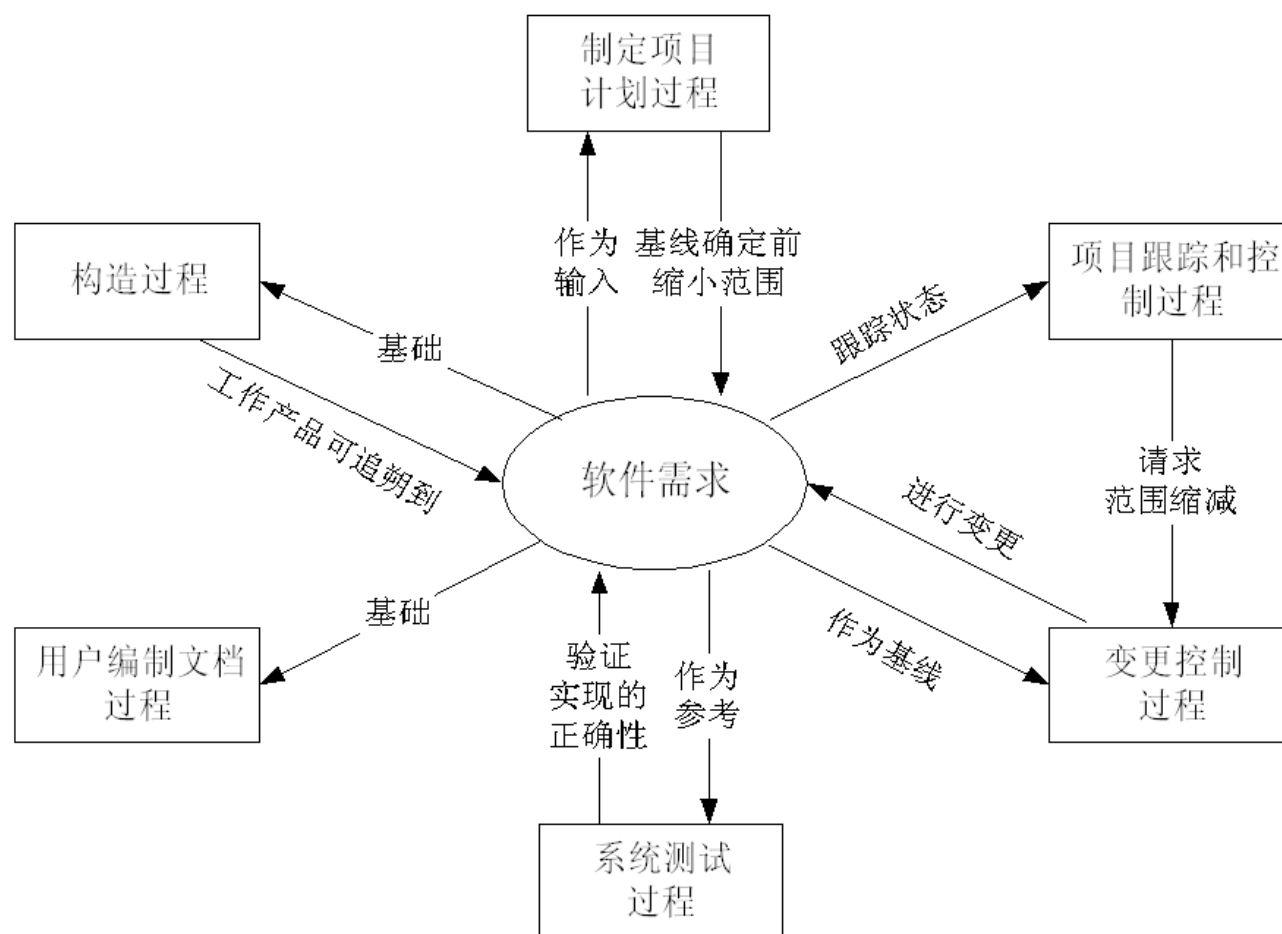 制定项目
计划过程
构造过程
作为
输入
基线确定前
缩小范围
项目跟踪和控
制过程
基础
跟踪状态
工作产品可追朔到
软件需求
请求
范围缩减
进行变更
用户编制文档
过程
基础
验证
实现的
正确性
作为
参考
作为基线
变更控制
过程
系统测试
过程